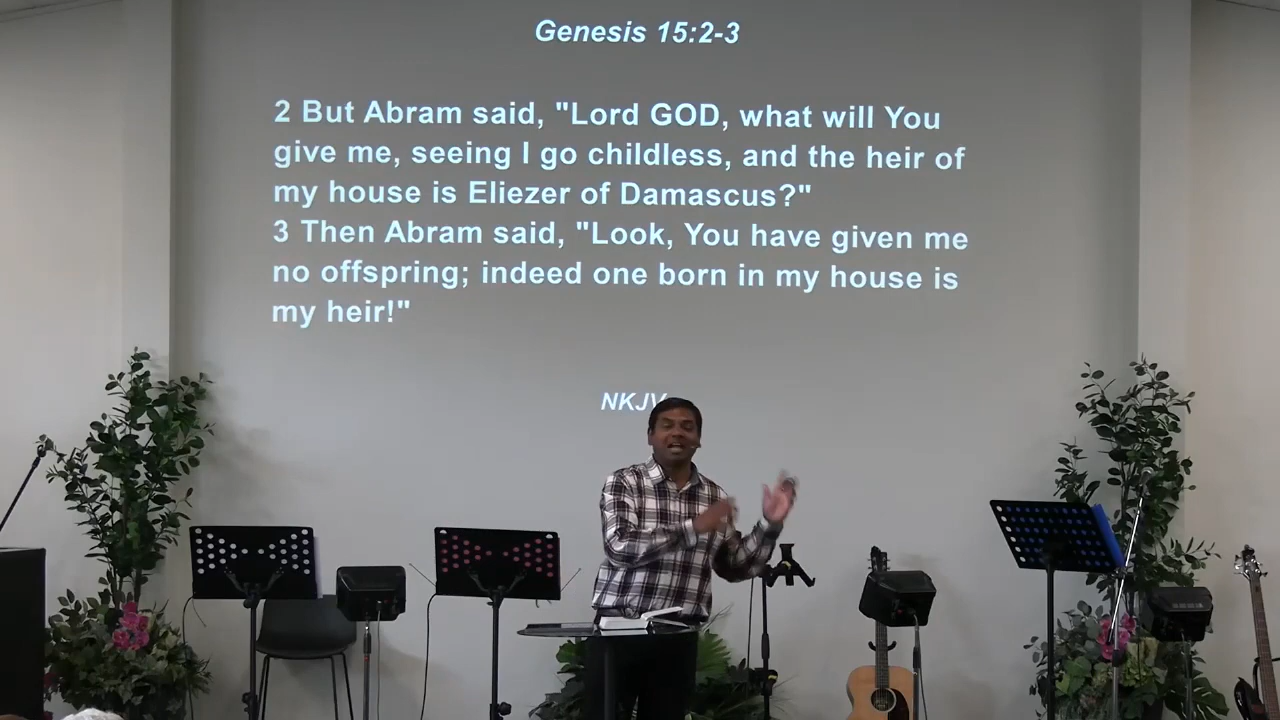 Genesis 15:2-3
2 But Abram said, "Lord GOD, what will You
give me, seeing I go childless, and the heir of
my house is Eliezer of Damascus?"
3 Then Abram said, "Look, You have given me
no offspring; indeed one born in my house is
my heir!"
NKJV